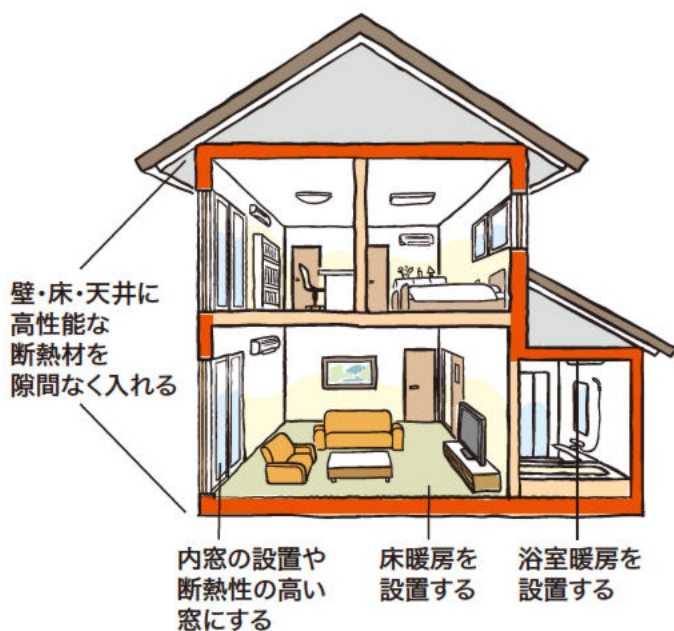 壁・床・天井に
高性能な
断熱材を
隙間なく入れる
内窓の設置や
断熱性の高い
窓にする
床暖房を
設置する
浴室暖房を
設置する